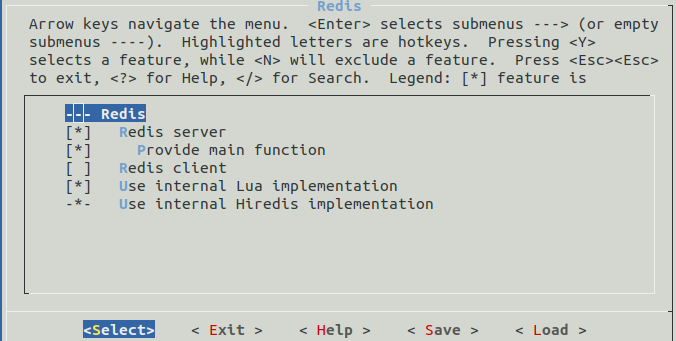 Redis
Arrow keys navigate the menu.  <Enter> selects submenus ---> (or empty
submenus ----).  Highlighted letters are hotkeys.  Pressing <Y>
selects a feature, while <N> will exclude a feature.  Press <Esc><Esc>
to exit, <?> for Help, </> for Search.  Legend: [*] feature is
--- Redis
[*]   Redis server
[*]     Provide main function
[ ]   Redis client
[*]   Use internal Lua implementation
-*-   Use internal Hiredis implementation
<Select>    < Exit >    < Help >    < Save >    < Load >